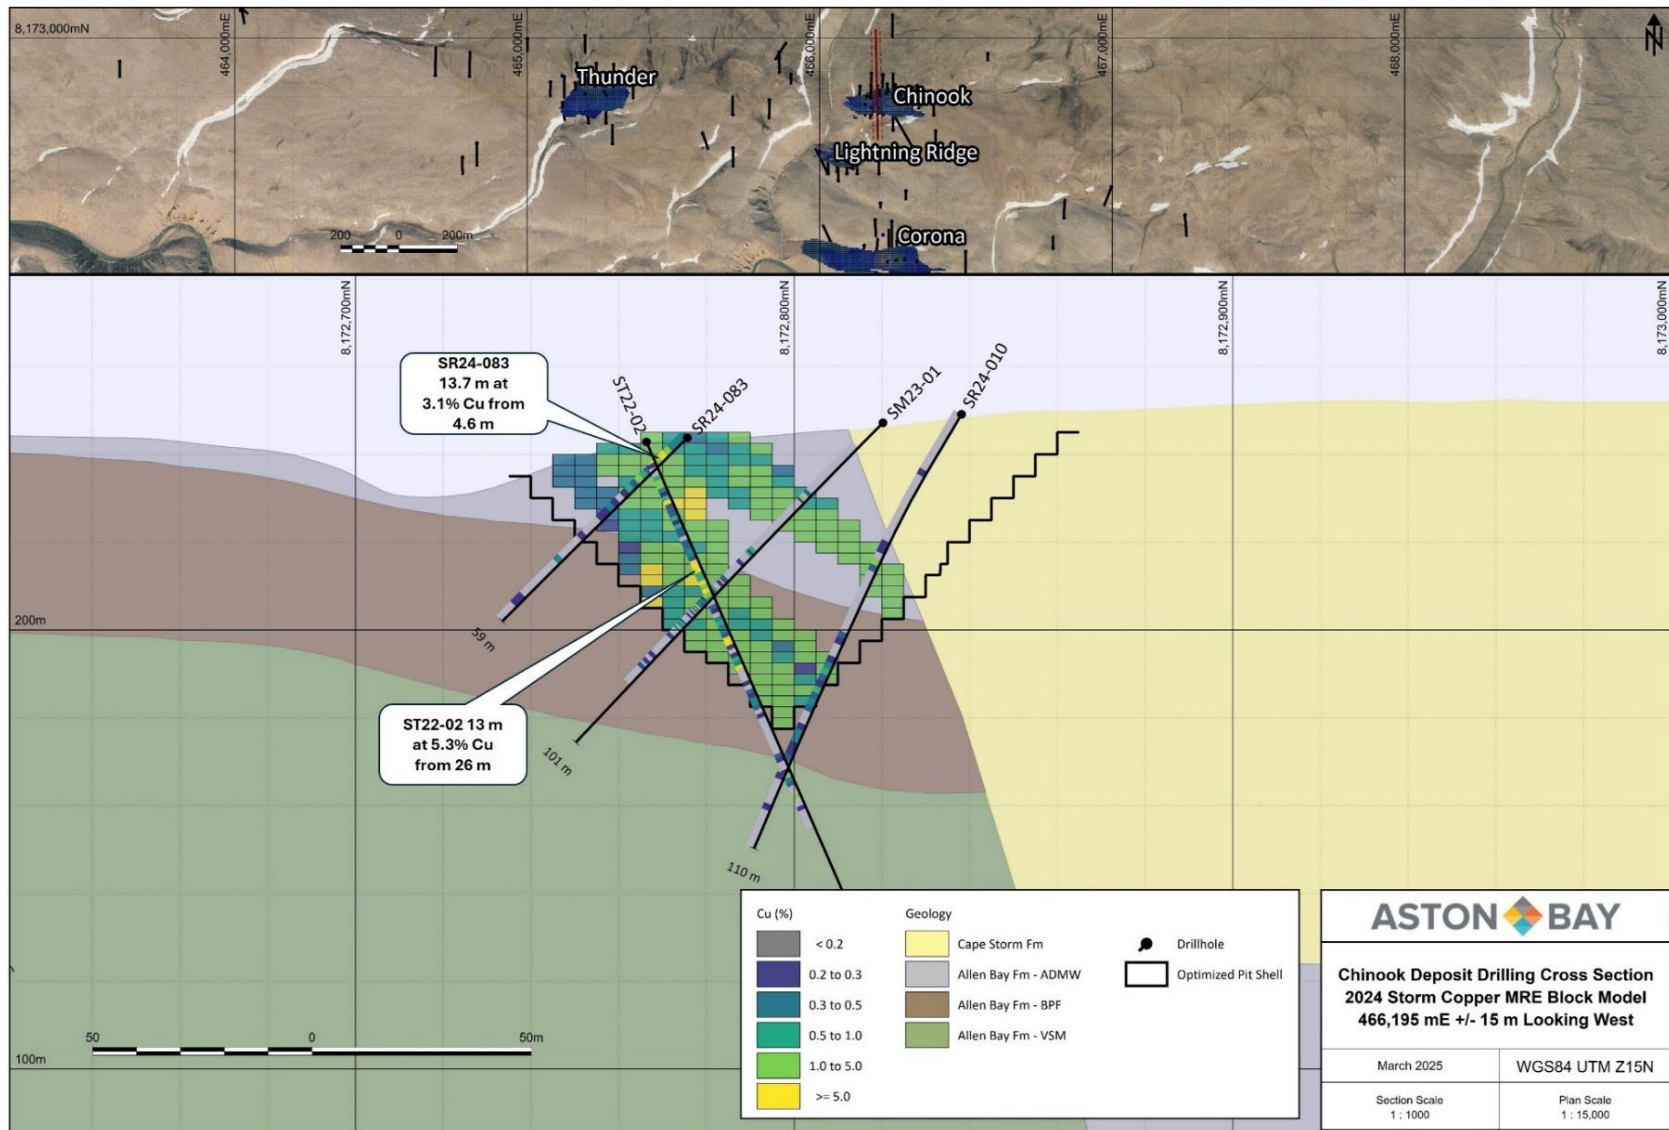 8,173,000mN
464,000mE
465,000mE
466,000mE
467,000mE
468,000mE
N
Thunder
Chinook
Lightning Ridge
Corona
200 0 200m
8,172,700mN
8,172,800mN
8,172,900mN
8,173,000mN
SR24-083
13.7 m at
3.1% Cu from
4.6 m
ST22-02
SR24-083
SM23-01
SR24-010
200m
59 m
ST22-02 13 m
at 5.3% Cu
from 26 m
101 m
110 m
50 0 50m
100m
Cu (%)
< 0.2
0.2 to 0.3
0.3 to 0.5
0.5 to 1.0
1.0 to 5.0
>= 5.0
Geology
Cape Storm Fm
Allen Bay Fm - ADMW
Allen Bay Fm - BPF
Allen Bay Fm - VSM
Drillhole
Optimized Pit Shell
ASTON BAY
Chinook Deposit Drilling Cross Section
2024 Storm Copper MRE Block Model
466,195 mE +/- 15 m Looking West
March 2025
WGS84 UTM Z15N
Section Scale
1 : 1000
Plan Scale
1 : 15,000